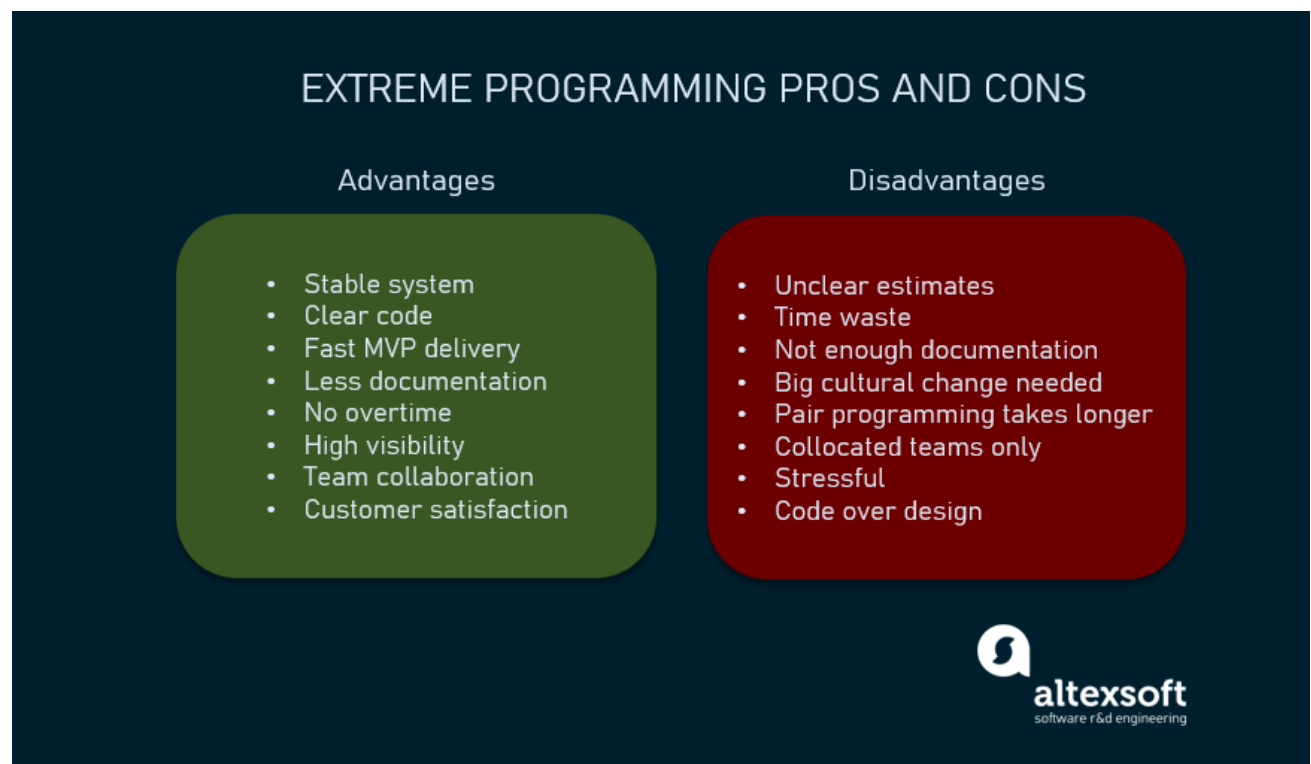 EXTREME PROGRAMMING PROS AND CONS
Advantages
• Stable system
• Clear code
• Fast MVP delivery
• Less documentation
• No overtime
• High visibility
• Team collaboration
• Customer satisfaction
Disadvantages
• Unclear estimates
• Time waste
• Not enough documentation
• Big cultural change needed
• Pair programming takes longer
• Collocated teams only
• Stressful
• Code over design
altexsoft
software r&d engineering